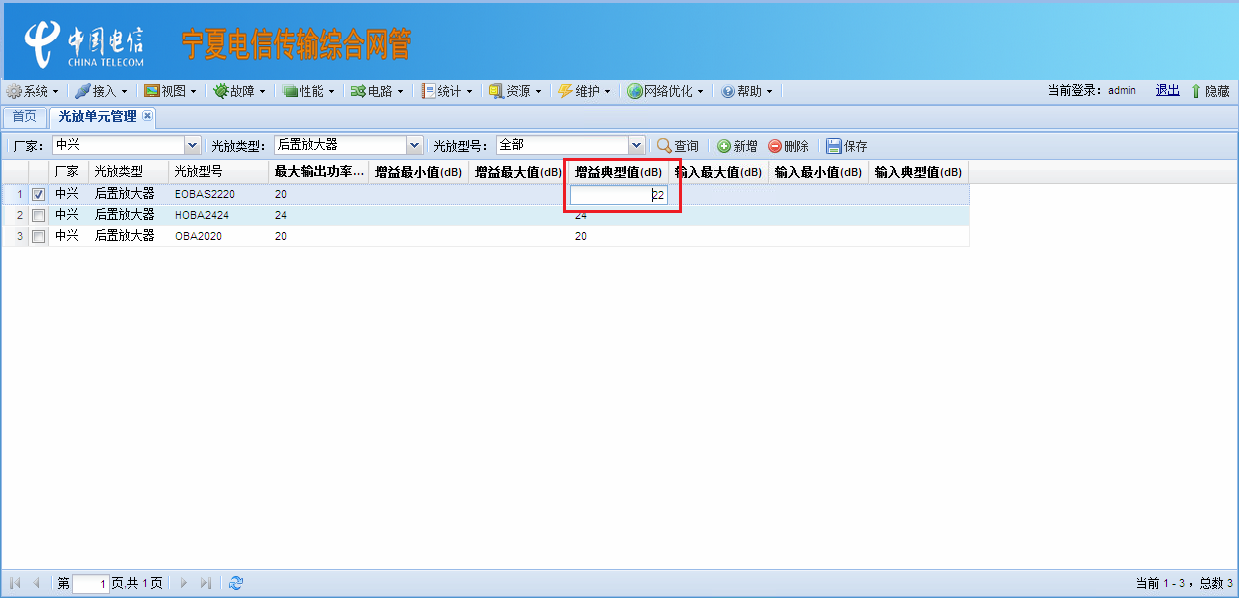 中国电信 CHINA TELECOM 宁夏电信传输综合网管
系统 接入 视图 故障 性能 电路 统计 资源 维护 网络优化 帮助 当前登录：admin 退出 隐藏
首页 光放单元管理
厂家： 中兴 光放类型： 后置放大器 光放型号： 全部 查询 新增 删除 保存
厂家 光放类型 光放型号 最大输出功率... 增益最小值(dB) 增益最大值(dB) 增益典型值(dB) 输入最大值(dB) 输入最小值(dB) 输入典型值(dB)
1 中兴 后置放大器 EOBAS2220 20 22
2 中兴 后置放大器 HOBA2424 24 24
3 中兴 后置放大器 OBA2020 20 20
第 1 页,共 1 页 当前 1 - 3 ，总数 3